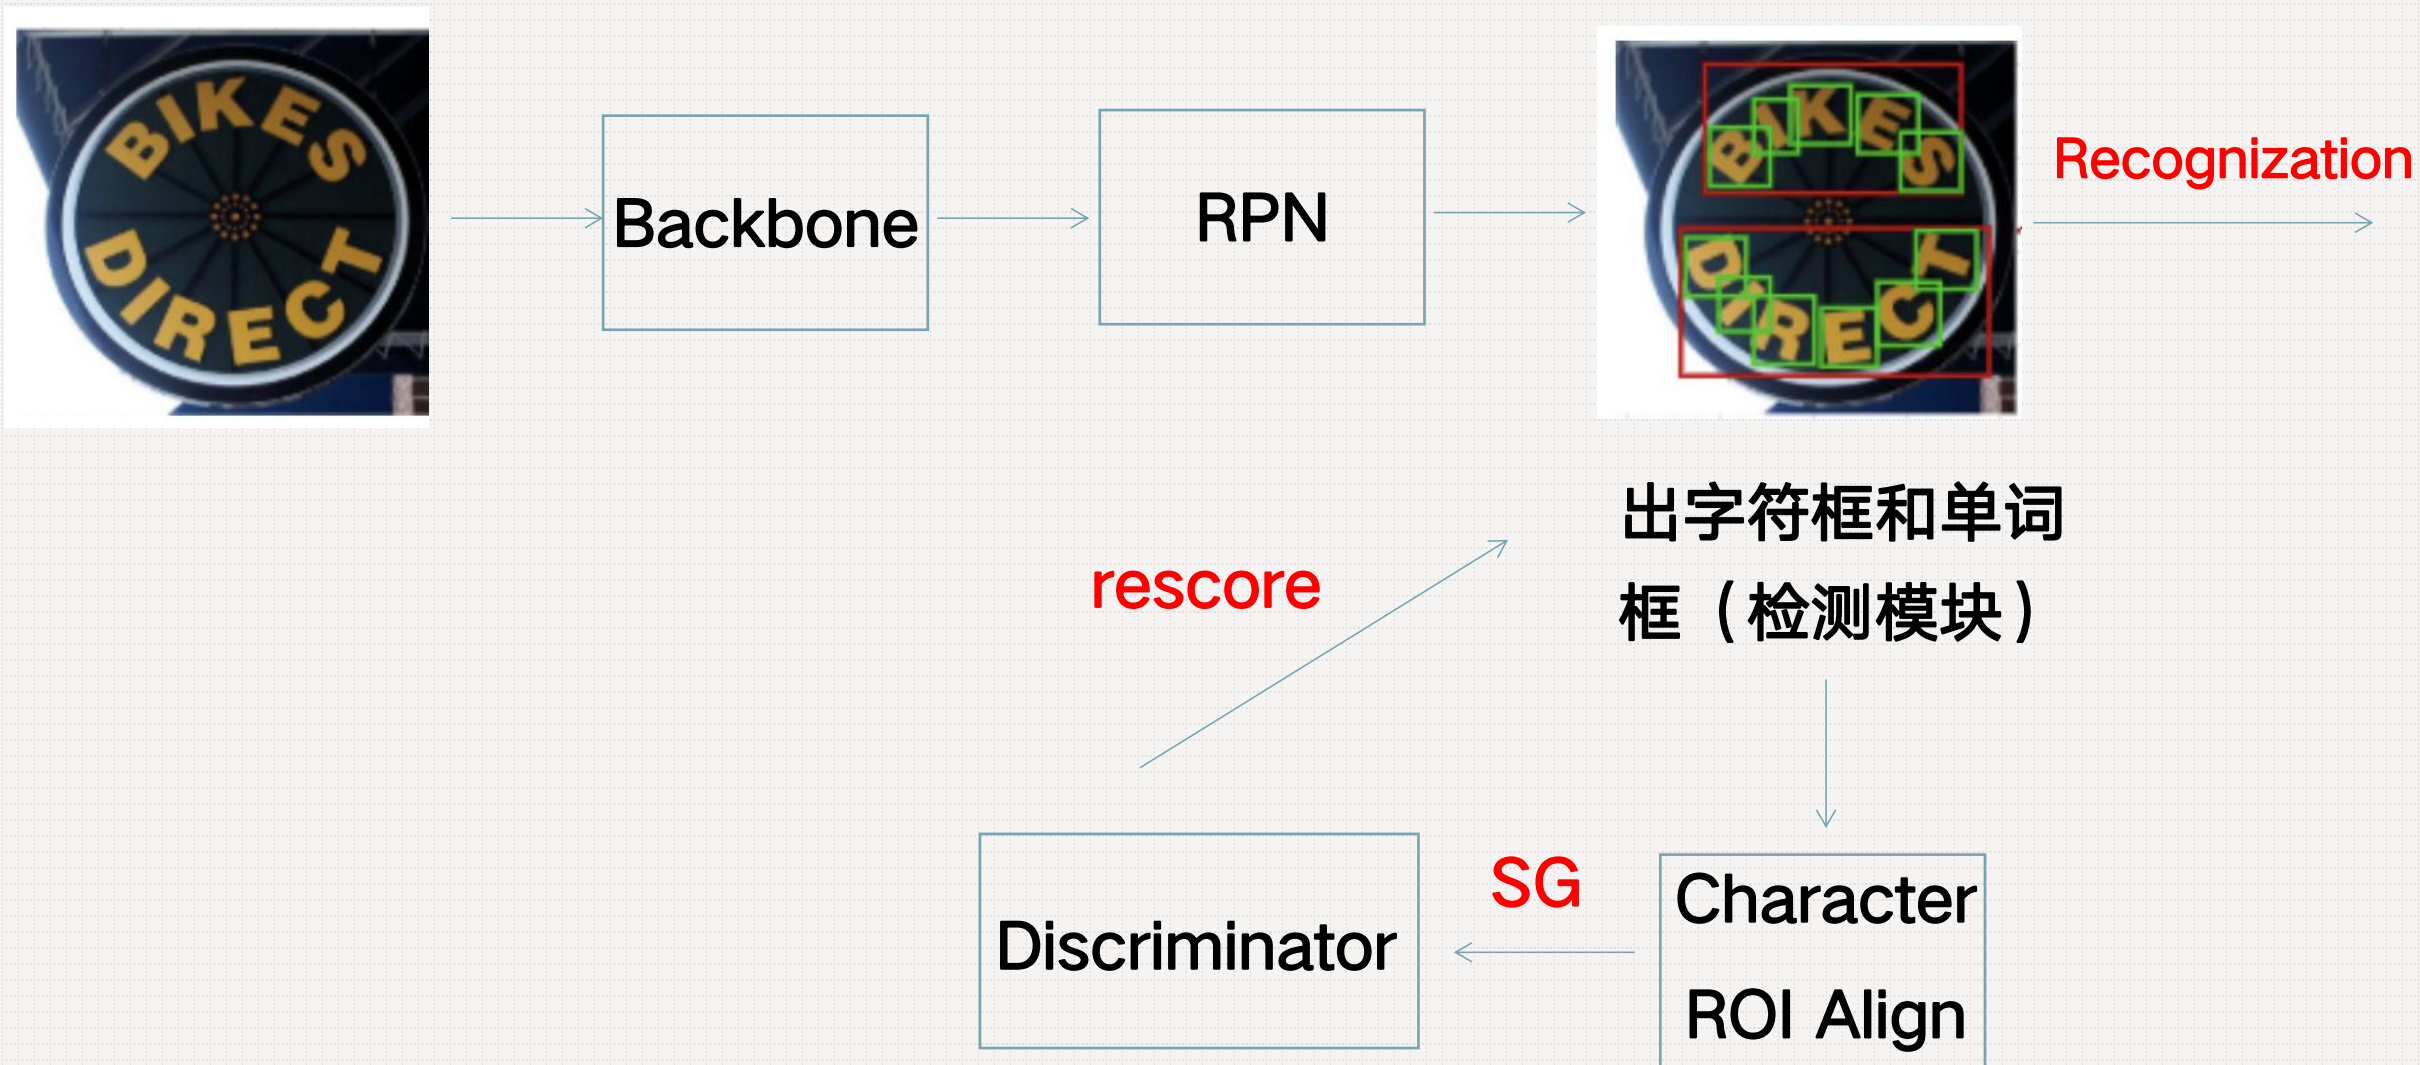 BIKES
DIRECT
Backbone
RPN
BIKES
DIRECT
Recognization
出字符框和单词
框（检测模块）
rescore
Discriminator
SG
Character
ROI Align